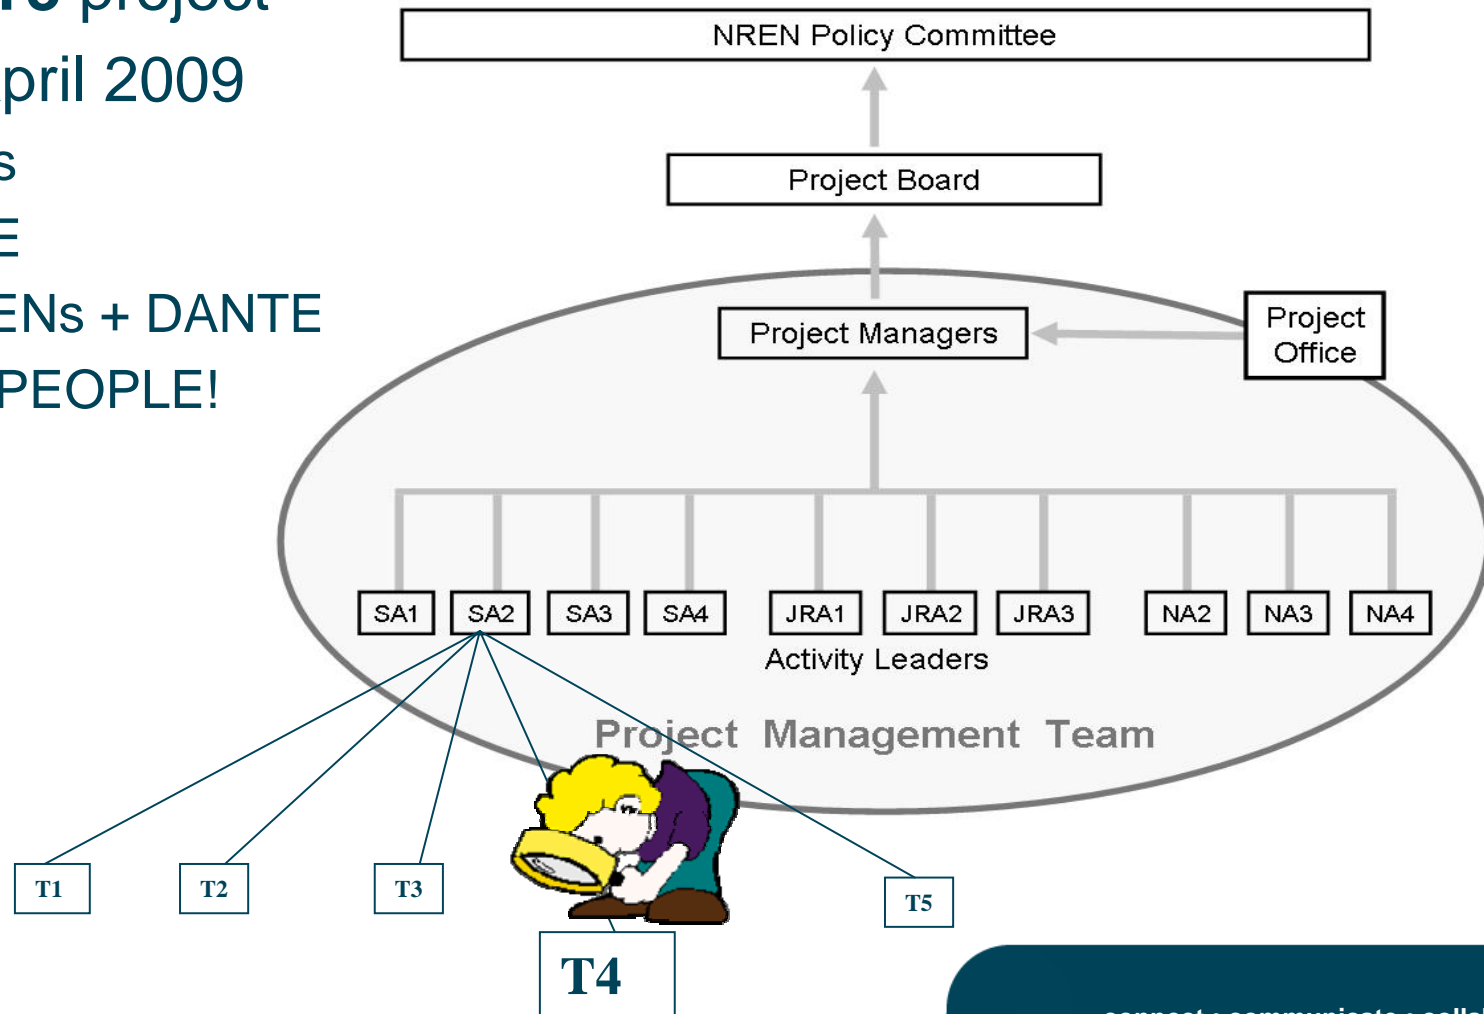 project
pril 2009
s
E
ENs + DANTE
PEOPLE!
NREN Policy Committee
Project Board
Project Managers
Project
Office
SA1 SA2 SA3 SA4 JRA1 JRA2 JRA3 NA2 NA3 NA4
Activity Leaders
Project Management Team
T1 T2 T3 T5
T4